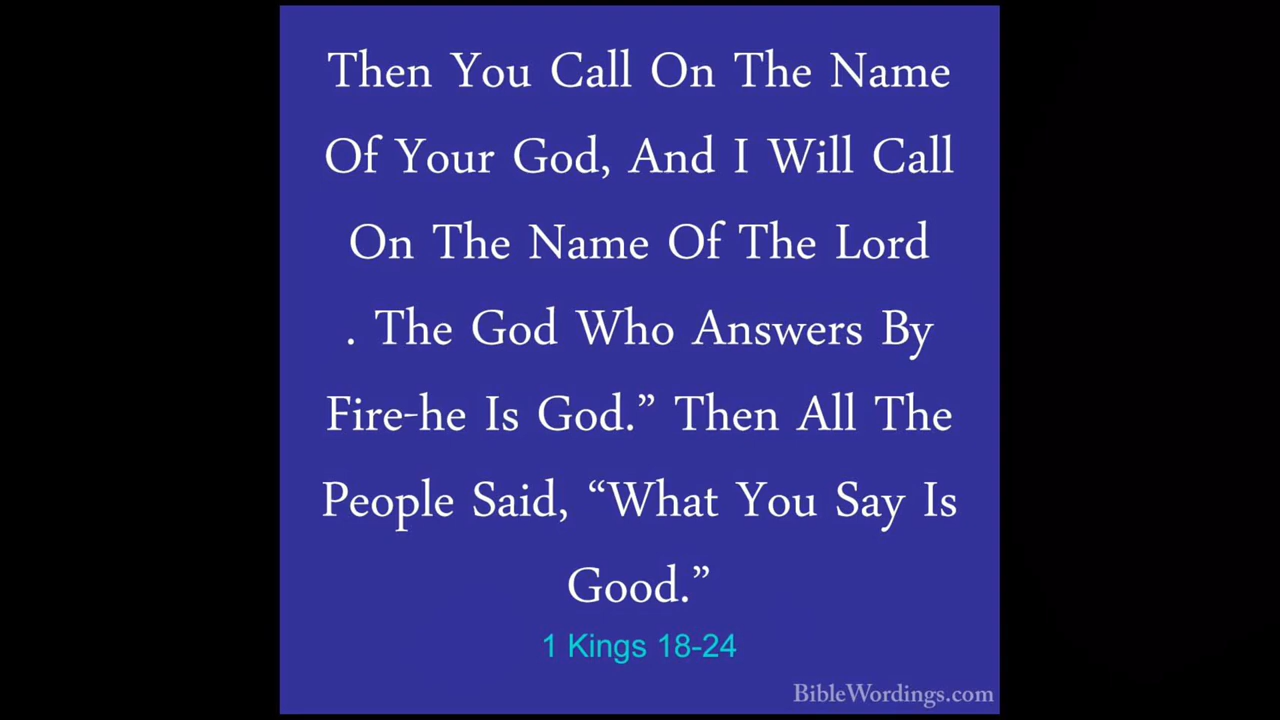 Then You Call On The Name
Of Your God, And I Will Call
On The Name Of The Lord
. The God Who Answers By
Fire-he Is God.” Then All The
People Said, “What You Say Is
Good.”
1 Kings 18-24
BibleWordings.com